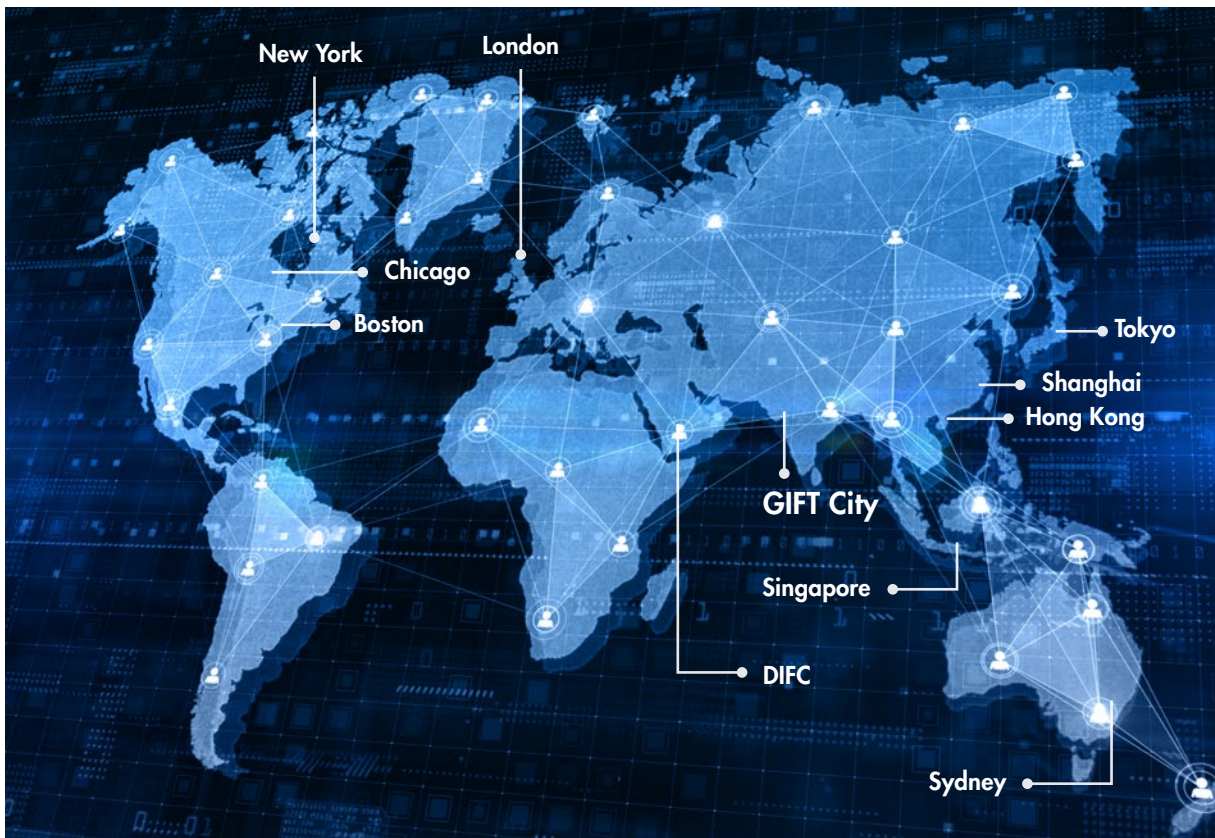 New York
London
Chicago
Boston
Tokyo
Shanghai
Hong Kong
GIFT City
Singapore
DIFC
Sydney